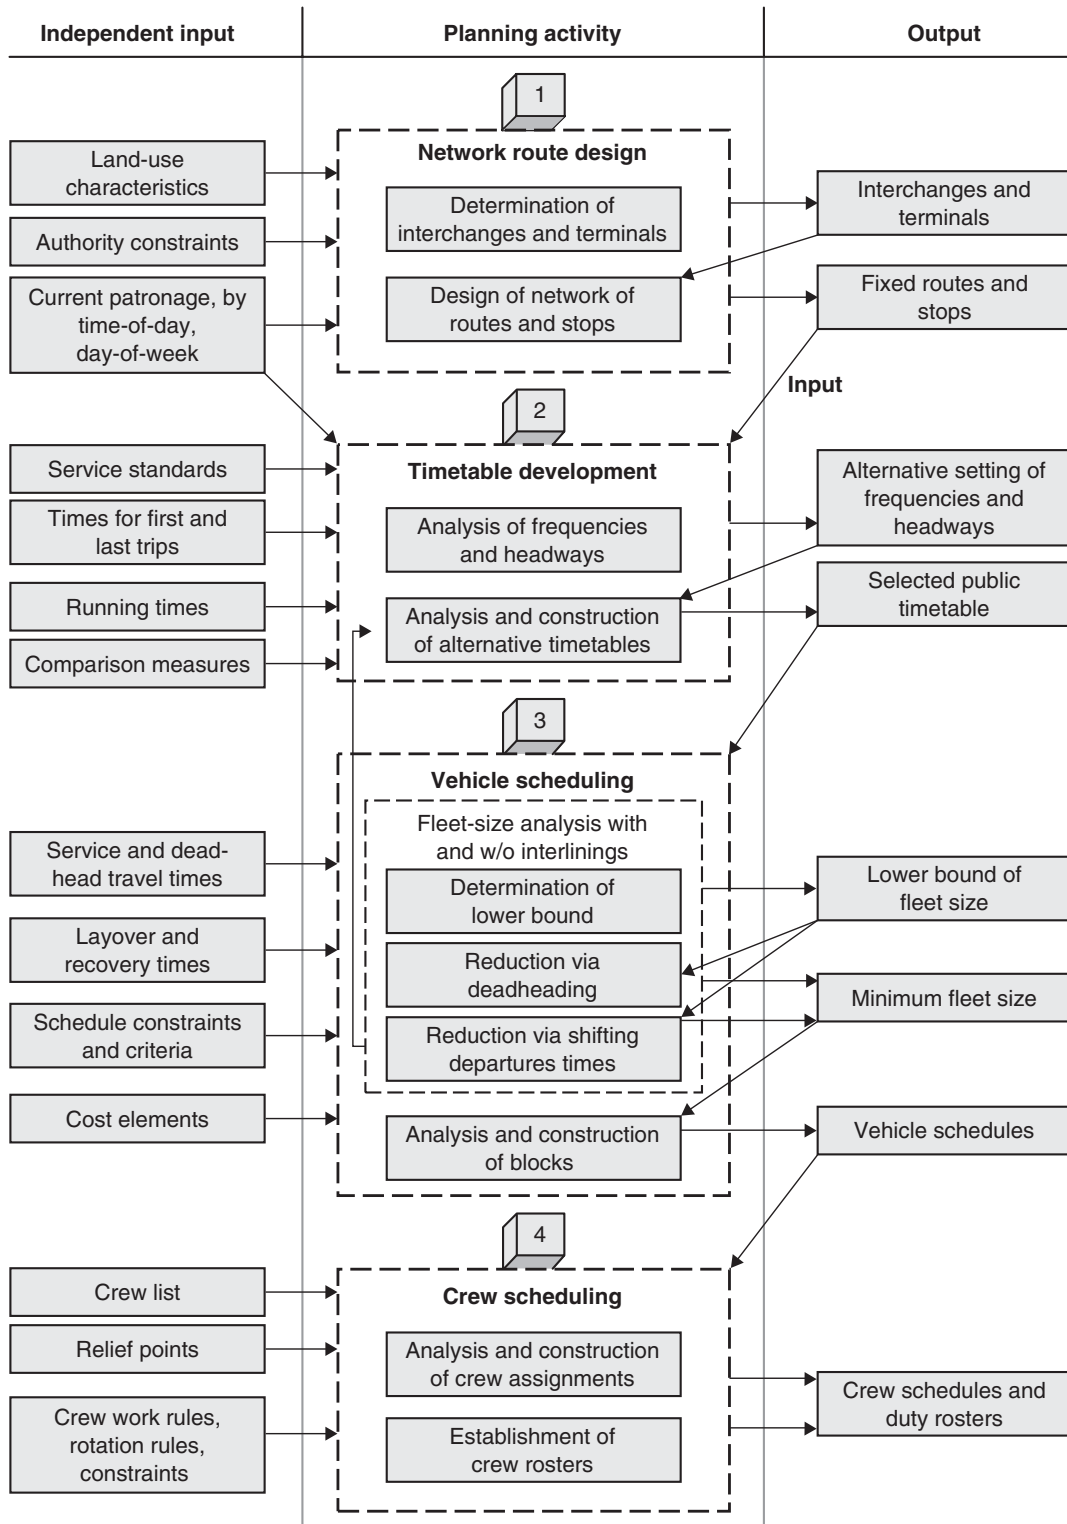 Independent input
Planning activity
Output
1
Network route design
Land-use
characteristics
Authority constraints
Current patronage, by
time-of-day,
day-of-week
Determination of
interchanges and terminals
Design of network of
routes and stops
Interchanges and
terminals
Fixed routes and
stops
Input
2
Timetable development
Service standards
Times for first and
last trips
Running times
Comparison measures
Analysis of frequencies
and headways
Analysis and construction
of alternative timetables
Alternative setting of
frequencies and
headways
Selected public
timetable
3
Vehicle scheduling
Fleet-size analysis with
and w/o interlinings
Service and dead-
head travel times
Layover and
recovery times
Schedule constraints
and criteria
Cost elements
Determination of
lower bound
Reduction via
deadheading
Reduction via shifting
departures times
Analysis and construction
of blocks
Lower bound of
fleet size
Minimum fleet size
Vehicle schedules
4
Crew scheduling
Crew list
Relief points
Crew work rules,
rotation rules,
constraints
Analysis and construction
of crew assignments
Establishment of
crew rosters
Crew schedules and
duty rosters